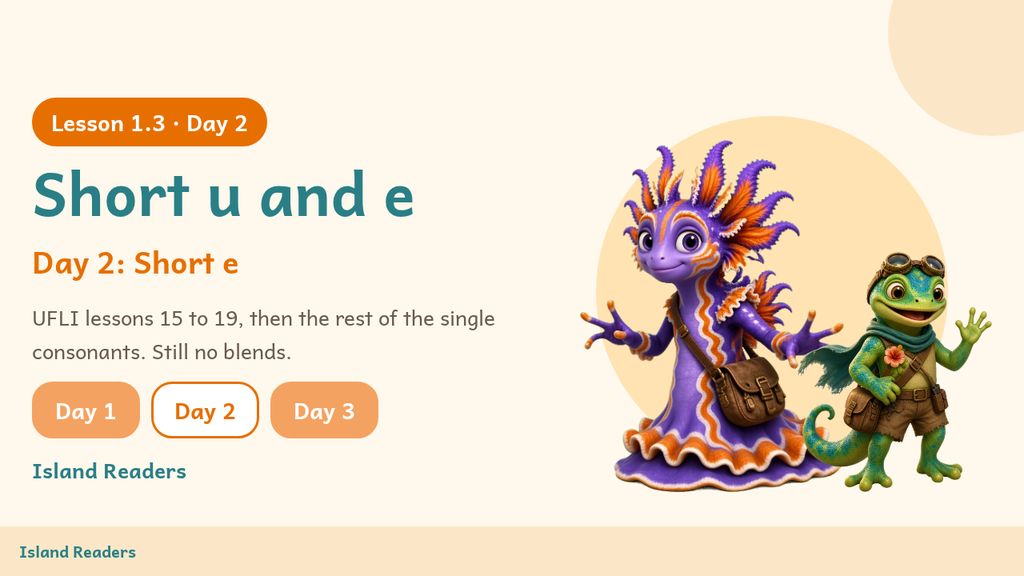 Lesson 1.3 · Day 2
Short u and e
Day 2: Short e
UFLI lessons 15 to 19, then the rest of the single
consonants. Still no blends.
Day 1
Day 2
Day 3
Island Readers
Island Readers